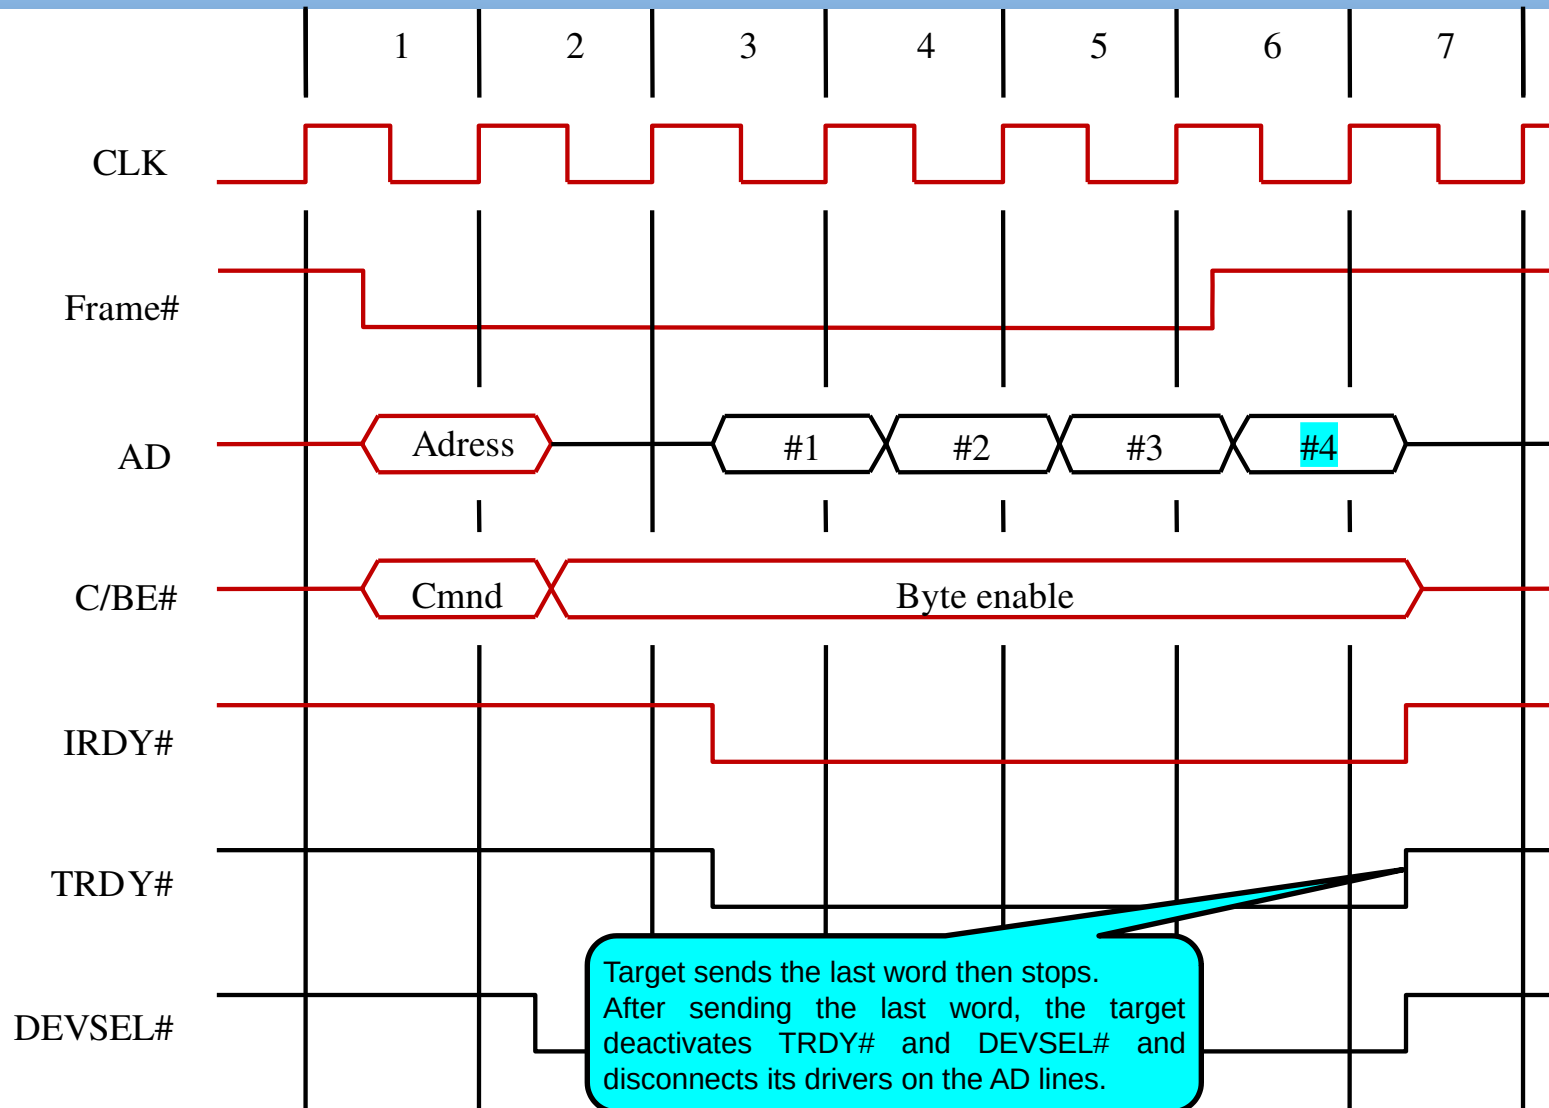 1 2 3 4 5 6 7
CLK
Frame#
AD Adress #1 #2 #3 #4
C/BE# Cmnd Byte enable
IRDY#
TRDY#
Target sends the last word then stops.
After sending the last word, the target
deactivates TRDY# and DEVSEL# and
disconnects its drivers on the AD lines.
DEVSEL#